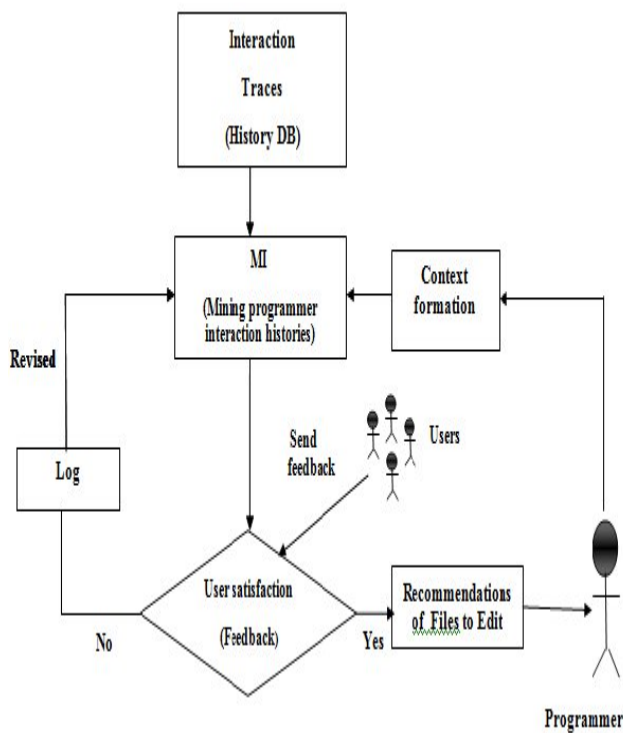 Interaction
Traces
(History DB)
MI
(Mining programmer
interaction histories)
Context
formation
Revised
Send
feedback
Users
Log
User satisfaction
(Feedback)
Recommendations
of Files to Edit
No
Yes
Programmer